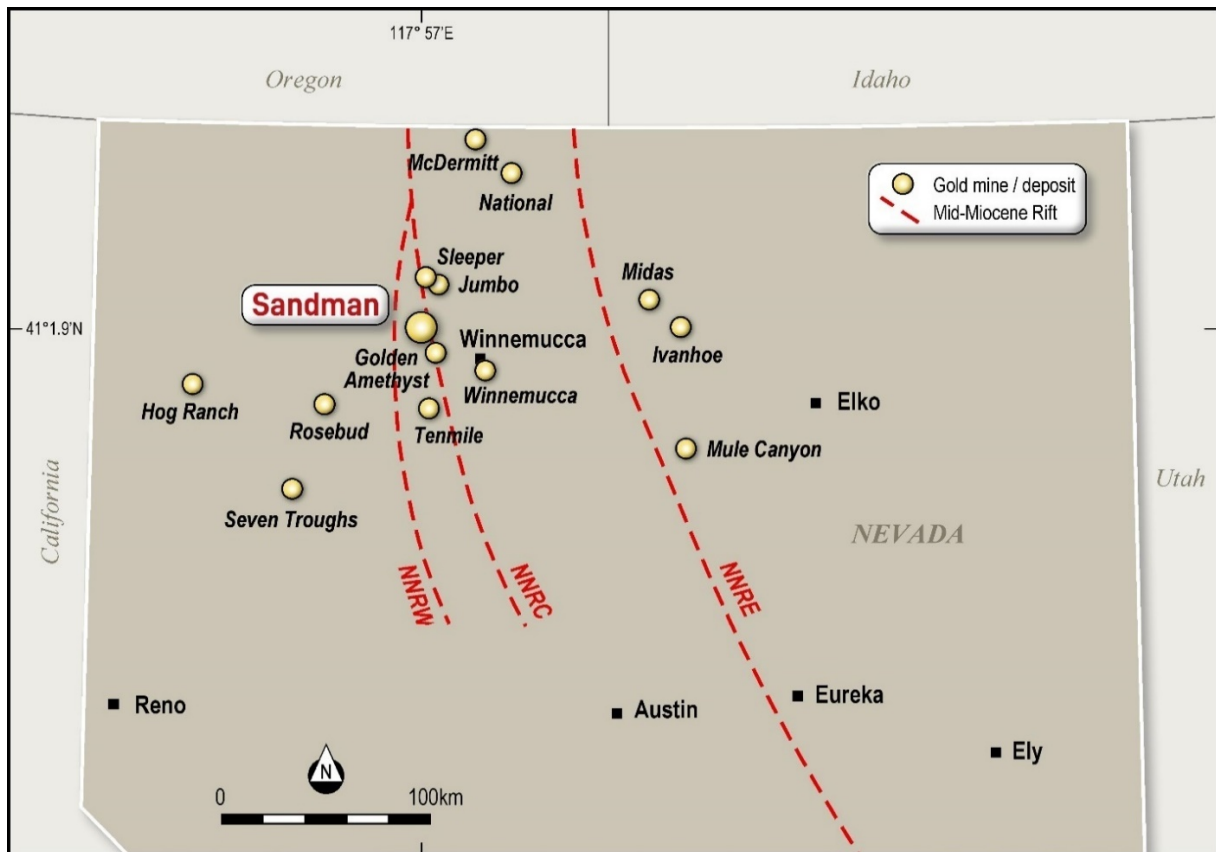 117° 57'E
Oregon
Idaho
McDermitt
National
Gold mine / deposit
Mid-Miocene Rift
Sleeper
Jumbo
Midas
Sandman
41°1.9'N
Winnemucca
Ivanhoe
Golden
Amethyst
Winnemucca
Hog Ranch
Rosebud
Tenmile
Elko
Mule Canyon
Utah
California
Seven Troughs
NEVADA
NNRW
NNRC
NNRE
Reno
Austin
Eureka
Ely
N
0
100km